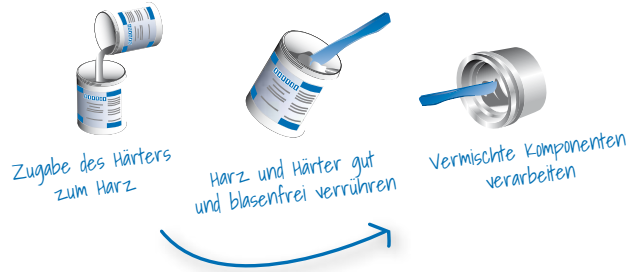 Zugabe des Härters
zum Harz
Harz und Härter gut
und blasenfrei verrühren
Vermischte Komponenten
verarbeiten